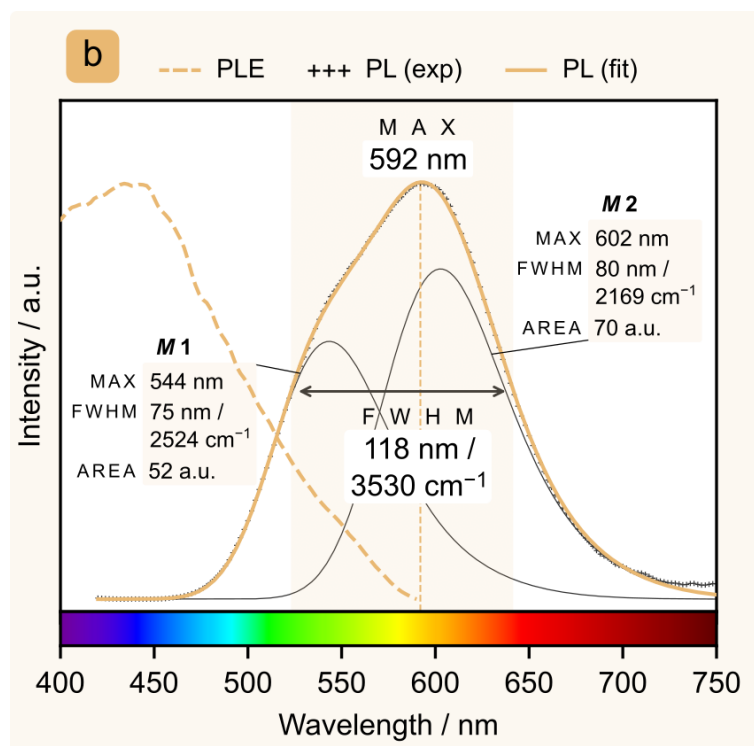 b
PLE
+++ PL (exp)
PL (fit)
M A X
592 nm
M 2
MAX 602 nm
FWHM 80 nm /
2169 cm⁻¹
AREA 70 a.u.
M 1
MAX 544 nm
FWHM 75 nm /
2524 cm⁻¹
AREA 52 a.u.
F W H M
118 nm /
3530 cm⁻¹
Intensity / a.u.
400 450 500 550 600 650 700 750
Wavelength / nm